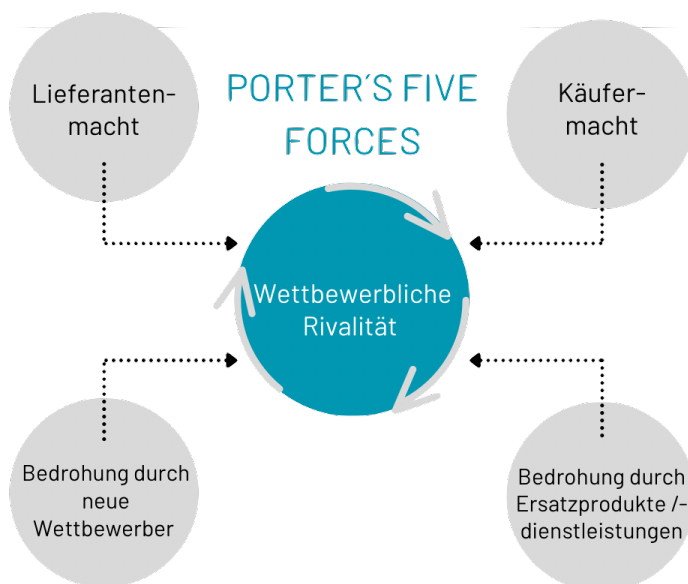 Lieferanten-
macht
PORTER´S FIVE
FORCES
Käufer-
macht
Wettbewerbliche
Rivalität
Bedrohung durch
neue
Wettbewerber
Bedrohung durch
Ersatzprodukte /-
dienstleistungen